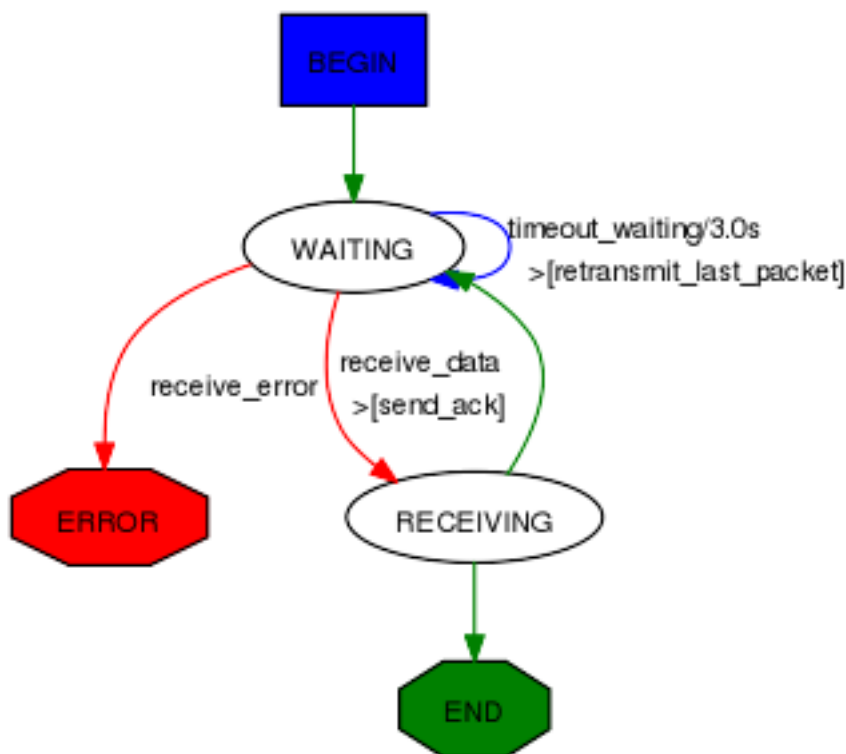 BEGIN
WAITING
timeout_waiting/3.0s
>[retransmit_last_packet]
receive_error
receive_data
>[send_ack]
ERROR
RECEIVING
END